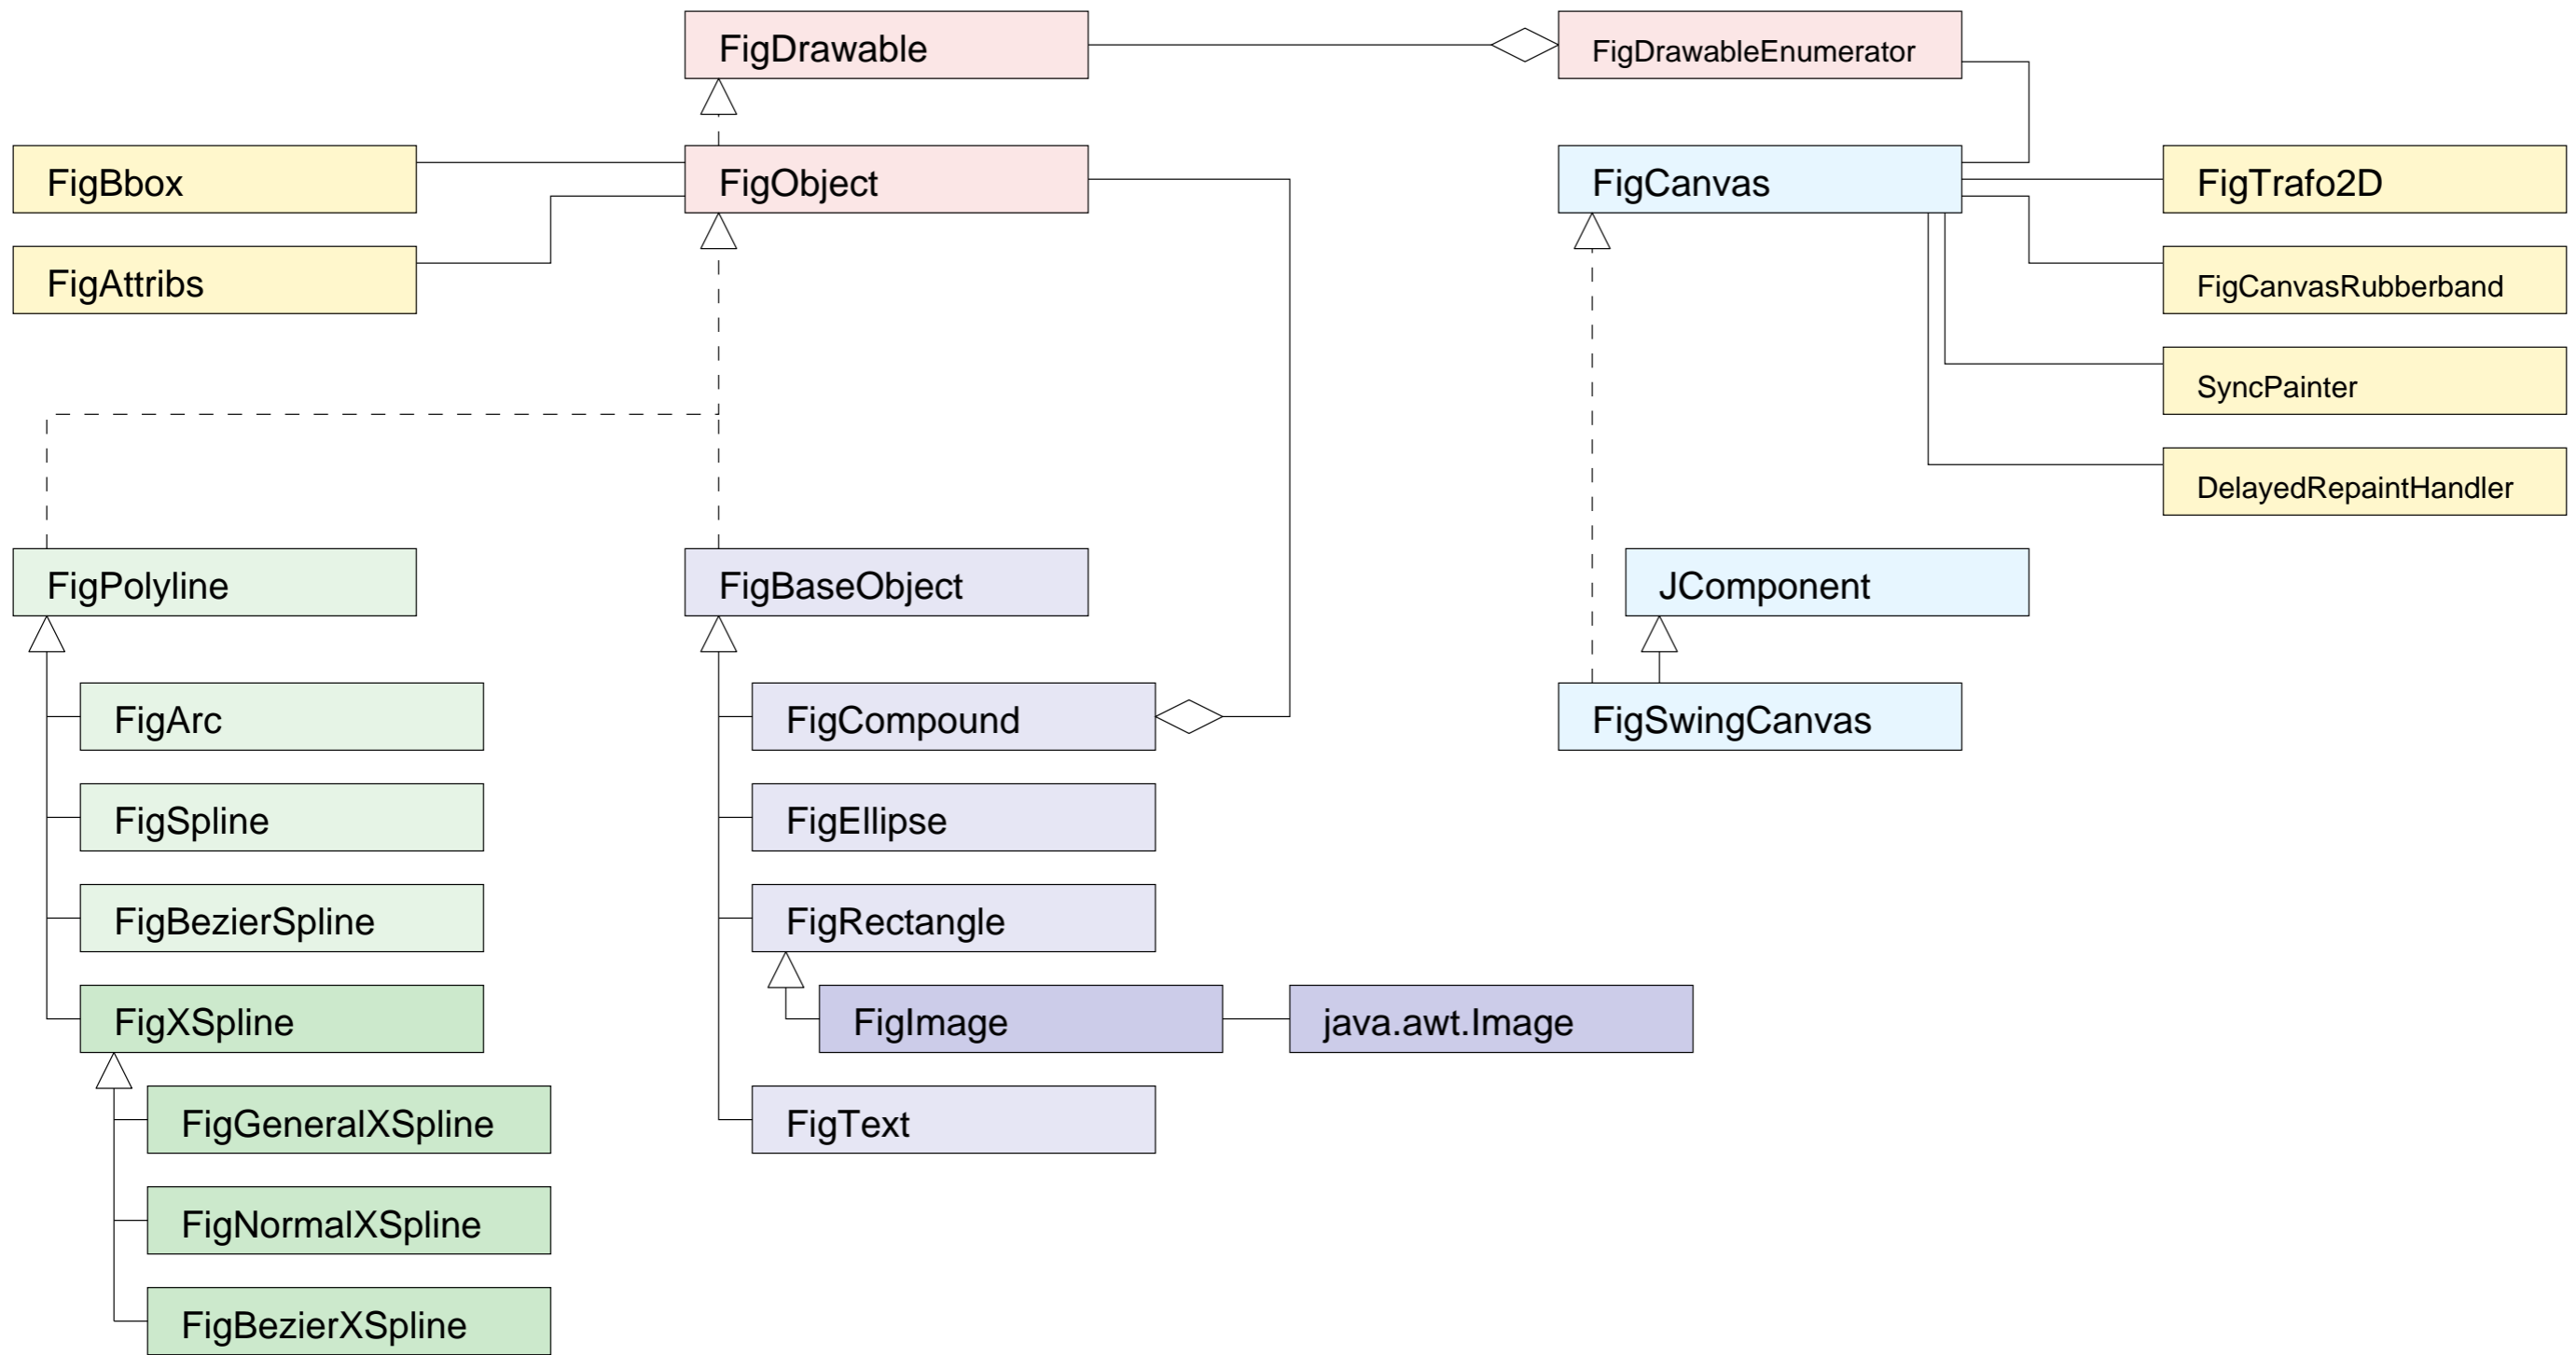 FigDrawable
FigDrawableEnumerator
FigBbox
FigObject
FigCanvas
FigTrafo2D
FigAttribs
FigCanvasRubberband
SyncPainter
DelayedRepaintHandler
FigPolyline
FigBaseObject
JComponent
FigArc
FigCompound
FigSwingCanvas
FigSpline
FigEllipse
FigBezierSpline
FigRectangle
FigXSpline
FigImage
java.awt.Image
FigGeneralXSpline
FigText
FigNormalXSpline
FigBezierXSpline